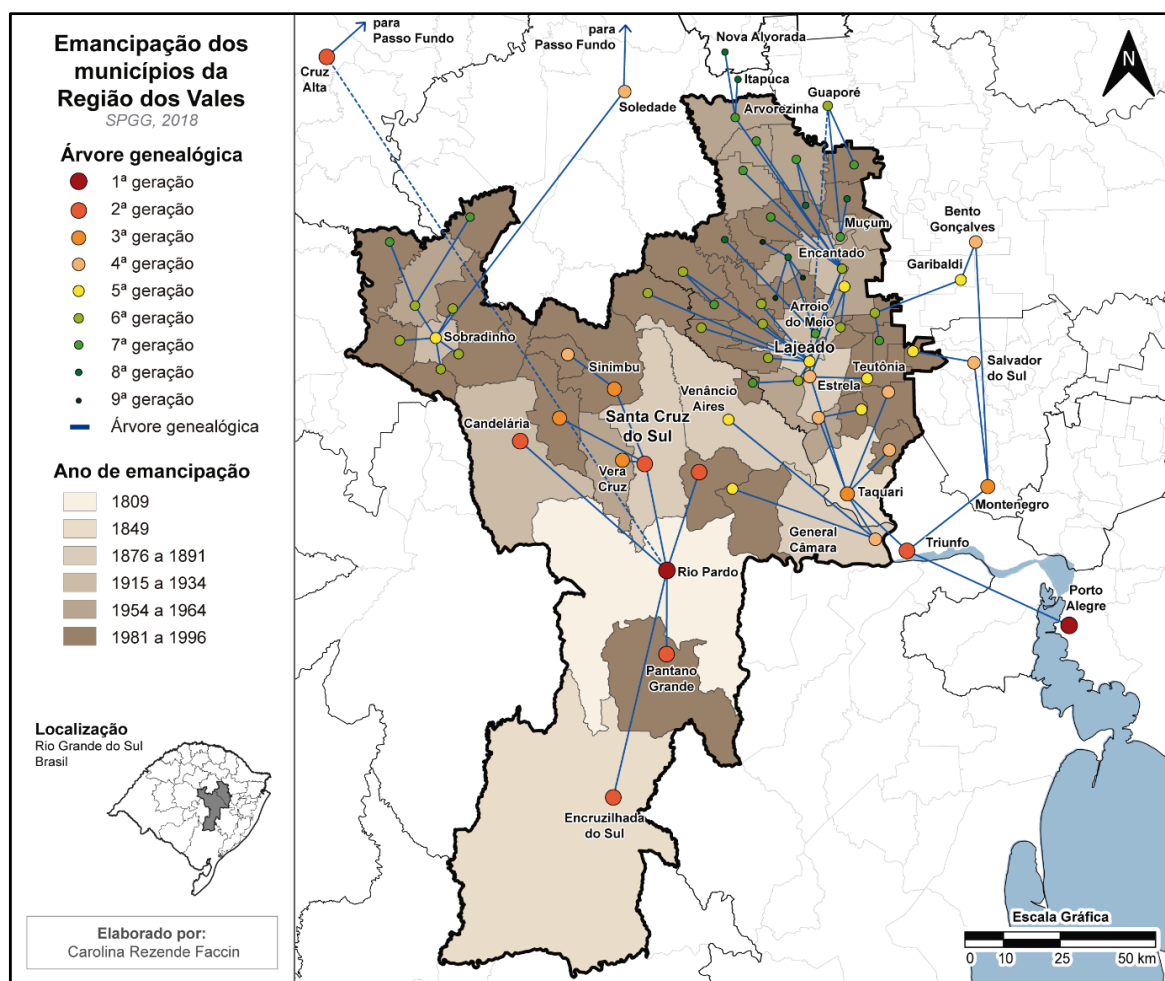 Emancipação dos
municípios da
Região dos Vales
SPGG, 2018
Árvore genealógica
1ª geração
2ª geração
3ª geração
4ª geração
5ª geração
6ª geração
7ª geração
8ª geração
9ª geração
Árvore genealógica
Ano de emancipação
1809
1849
1876 a 1891
1915 a 1934
1954 a 1964
1981 a 1996
Localização
Rio Grande do Sul
Brasil
Elaborado por:
Carolina Rezende Faccin
para
Passo Fundo
Cruz
Alta
para
Passo Fundo
Soledade
Nova Alvorada
Itapuca
Arvorezinha
Guaporé
N
Muçum
Encantado
Bento
Gonçalves
Garibaldi
Arroio
do Meio
Lajeado
Estrela
Teutônia
Salvador
do Sul
Sobradinho
Sinimbu
Venâncio
Aires
Candelária
Santa Cruz
do Sul
Vera
Cruz
Taquari
Montenegro
General
Câmara
Triunfo
Rio Pardo
Porto
Alegre
Pantano
Grande
Encruzilhada
do Sul
Escala Gráfica
0 10 25 50 km